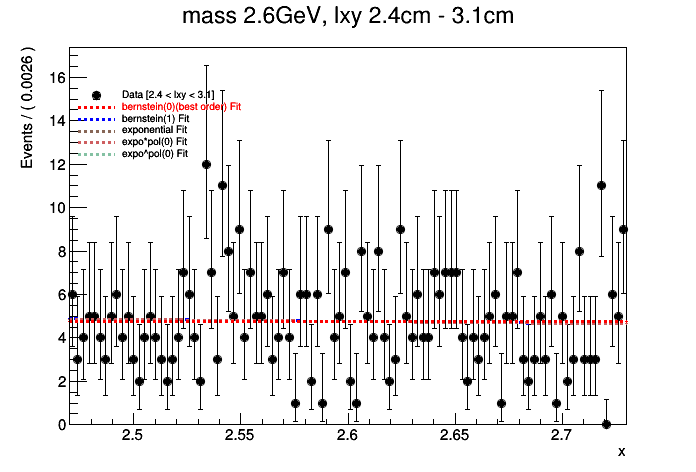 mass 2.6GeV, lxy 2.4cm - 3.1cm
Events / ( 0.0026 )
16
14
12
10
8
6
4
2
0
Data [2.4 < lxy < 3.1]
bernstein(0)(best order) Fit
bernstein(1) Fit
exponential Fit
expo*pol(0) Fit
expo^pol(0) Fit
2.5
2.55
2.6
2.65
2.7
x